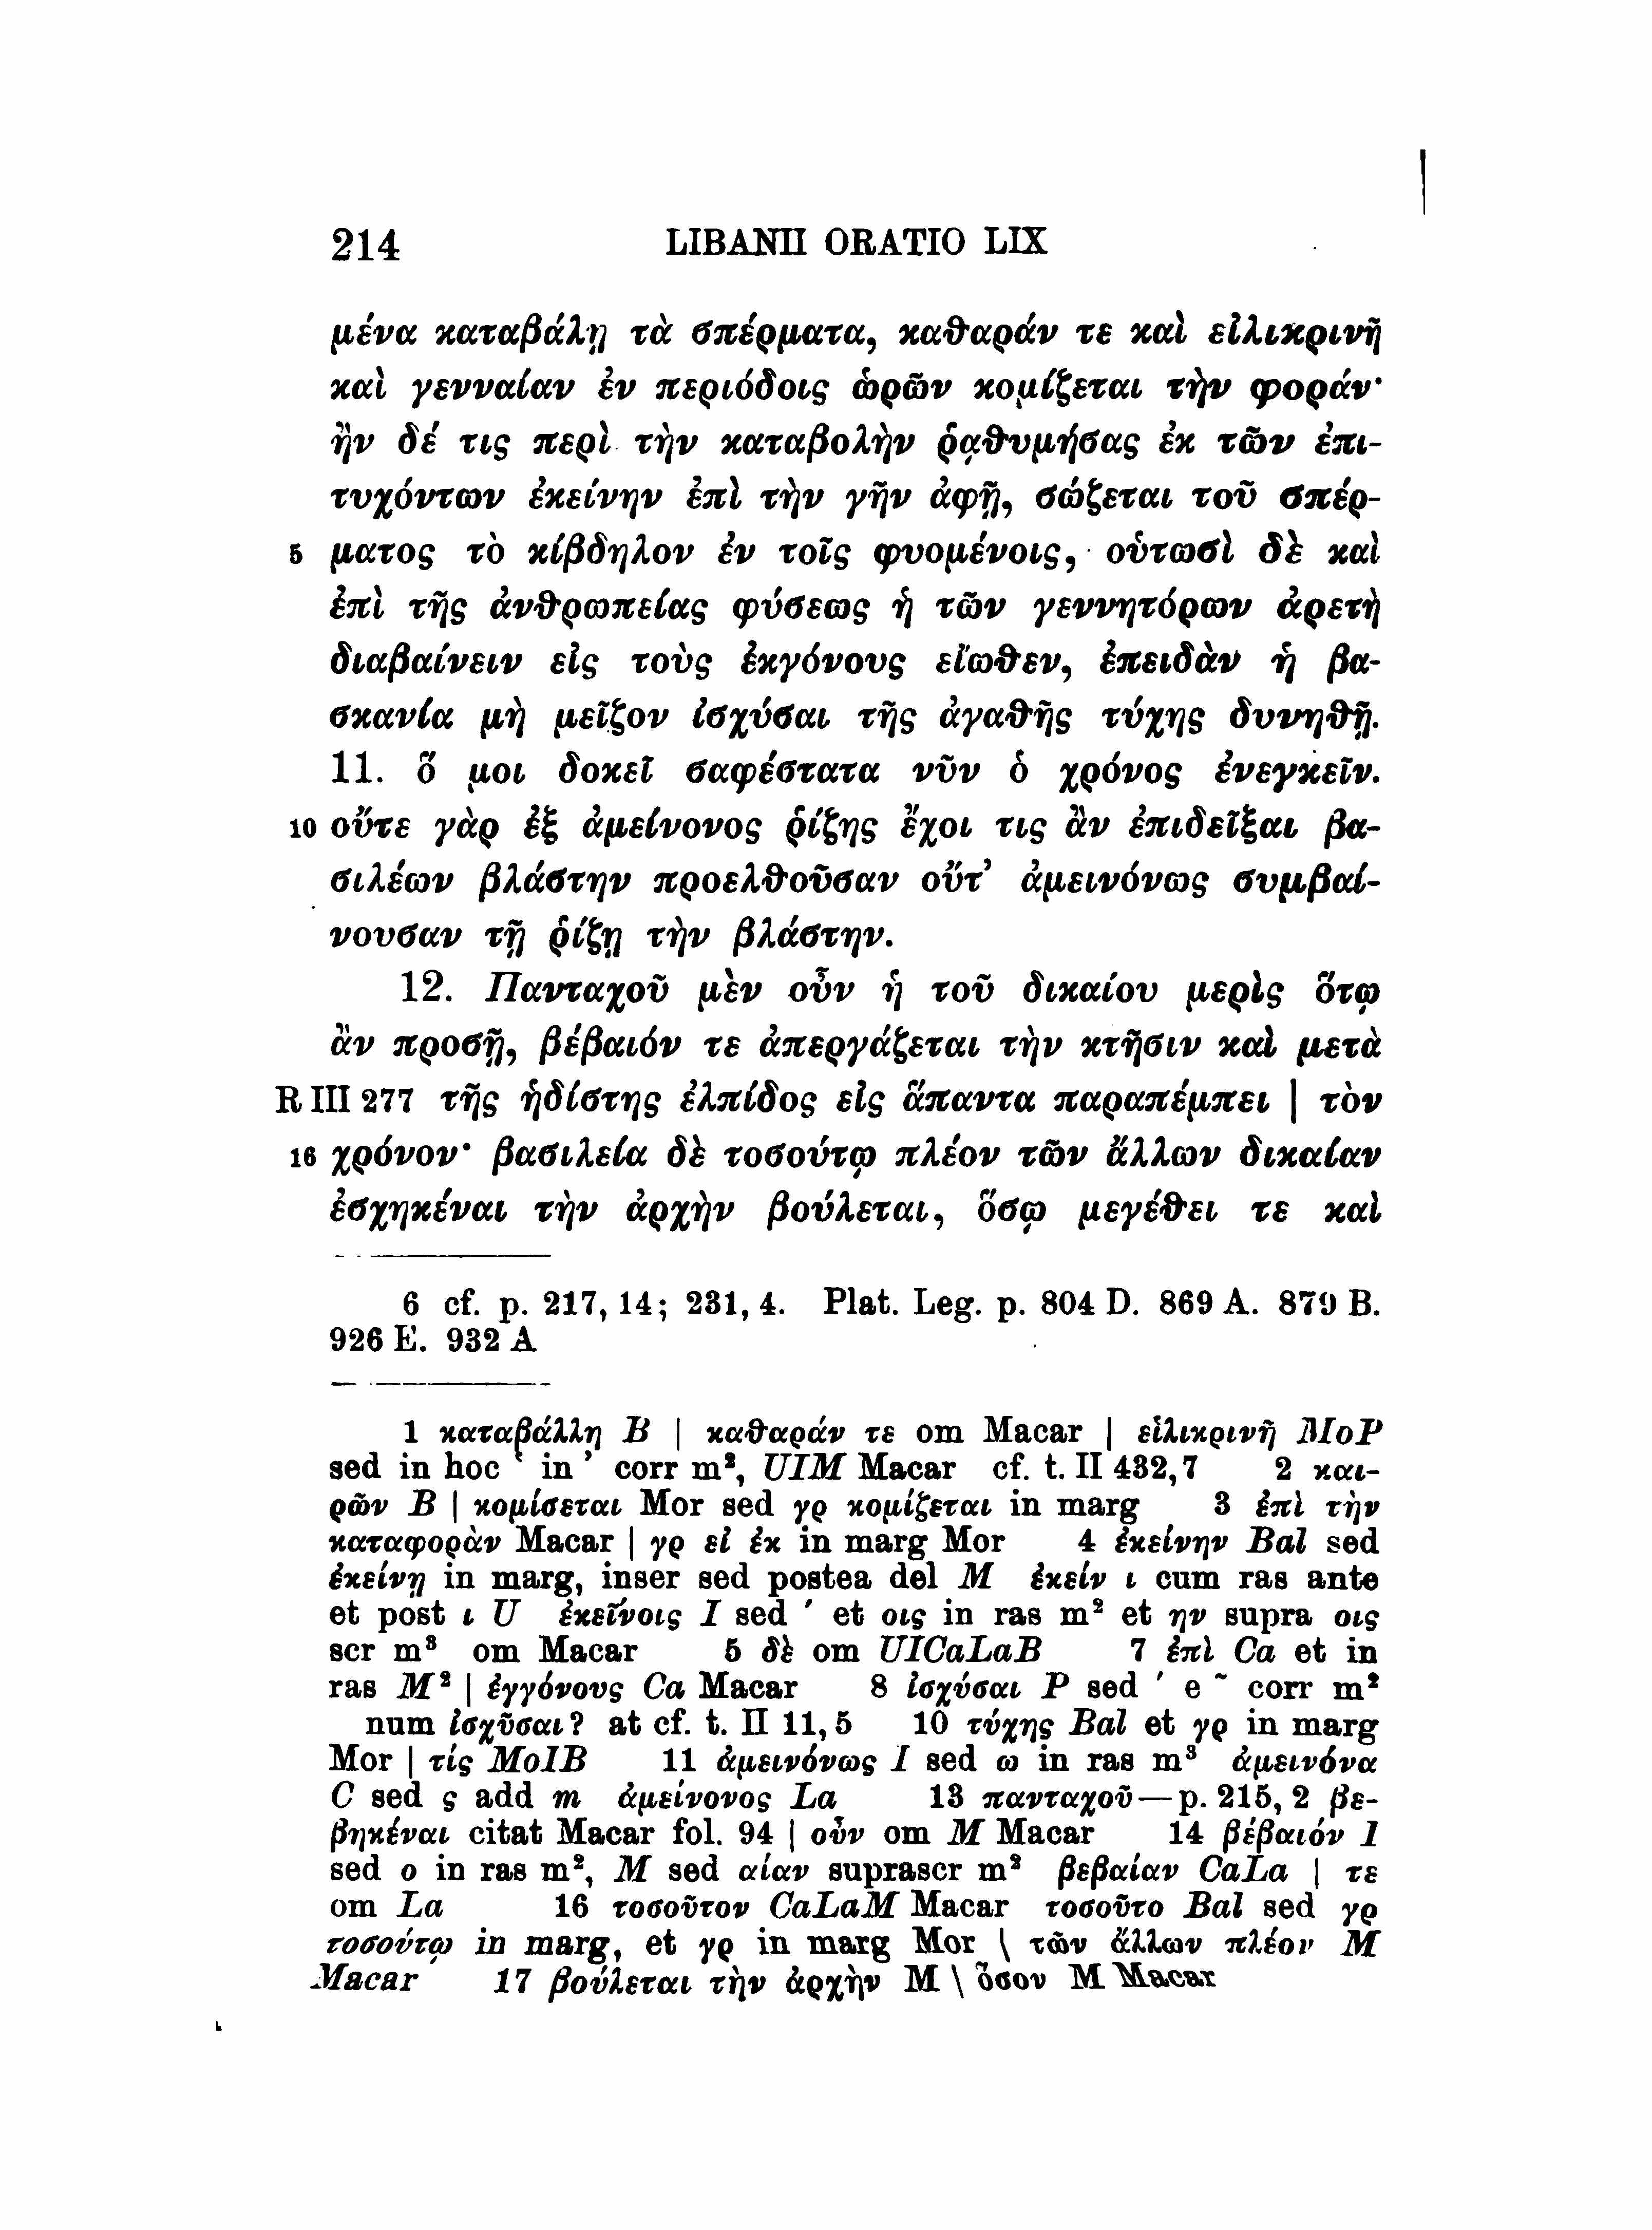 214 LIBANII ORATIO LIX
μένα καταβάλῃ τὰ σπέρματα, καθαράν τε καὶ εἰλικρινῆ
καὶ γενναίαν ἐν περιόδοις ὡρῶν κομίζεται τὴν φοράν·
ἢν δέ τις περὶ τὴν καταβολὴν ῥᾳθυμήσας ἐκ τῶν ἐπι-
τυχόντων ἐκείνην ἐπὶ τὴν γῆν ἀφῇ, σώζεται τοῦ σπέρ-
5 ματος τὸ κίβδηλον ἐν τοῖς φυομένοις, οὑτωσὶ δὲ καὶ
ἐπὶ τῆς ἀνθρωπείας φύσεως ἡ τῶν γεννητόρων ἀρετὴ
διαβαίνειν εἰς τοὺς ἐκγόνους εἴωθεν, ἐπειδὰν ἡ βα-
σκανία μὴ μεῖζον ἰσχύσαι τῆς ἀγαθῆς τύχης δυνηθῇ.
11. ὅ μοι δοκεῖ σαφέστατα νῦν ὁ χρόνος ἐνεγκεῖν.
10 οὔτε γὰρ ἐξ ἀμείνονος ῥίζης ἔχοι τις ἂν ἐπιδεῖξαι βα-
σιλέων βλάστην προελθοῦσαν οὔτ’ ἀμεινόνως συμβαί-
νουσαν τῇ ῥίζῃ τὴν βλάστην.
12. Πανταχοῦ μὲν οὖν ἡ τοῦ δικαίου μερὶς ὅτῳ
ἂν προσῇ, βέβαιόν τε ἀπεργάζεται τὴν κτῆσιν καὶ μετὰ
R III 277 τῆς ἡδίστης ἐλπίδος εἰς ἅπαντα παραπέμπει | τὸν
16 χρόνον· βασιλεία δὲ τοσούτῳ πλέον τῶν ἄλλων δικαίαν
ἐσχηκέναι τὴν ἀρχὴν βούλεται, ὅσῳ μεγέθει τε καὶ
6 cf. p. 217, 14; 231, 4. Plat. Leg. p. 804 D. 869 A. 879 B.
926 E. 932 A
1 καταβάλλη B | καθαράν τε om Macar | εἱλικρινῆ MoP
sed in hoc ‘ in ’ corr m², UIM Macar cf. t. II 432, 7 2 και-
ρῶν B | κομίσεται Mor sed γρ κομίζεται in marg 3 ἐπὶ τὴν
καταφορὰν Macar | γρ εἰ ἐκ in marg Mor 4 ἐκείνην Bal sed
ἐκείνῃ in marg, inser sed postea del M ἐκείν ι cum ras ante
et post ι U ἐκείνοις I sed ΄ et οις in ras m² et ην supra οις
scr m³ om Macar 5 δὲ om UICaLaB 7 ἐπὶ Ca et in
ras M² | ἐγγόνους Ca Macar 8 ἰσχύσαι P sed ΄ e ῀ corr m²
num ἰσχῦσαι? at cf. t. II 11, 5 10 τύχης Bal et γρ in marg
Mor | τίς MoIB 11 ἀμεινόνως I sed ω in ras m³ ἀμεινόνα
C sed ς add m ἀμείνονος La 13 πανταχοῦ — p. 215, 2 βε-
βηκέναι citat Macar fol. 94 | οὖν om M Macar 14 βέβαιόν I
sed ο in ras m², M sed αίαν suprascr m² βεβαίαν CaLa | τε
om La 16 τοσοῦτον CaLaM Macar τοσοῦτο Bal sed γρ
τοσούτῳ in marg, et γρ in marg Mor \ τῶν ἄλλων πλέον M
Macar 17 βούλεται τὴν ἀρχὴν M \ ὅσον M Macar